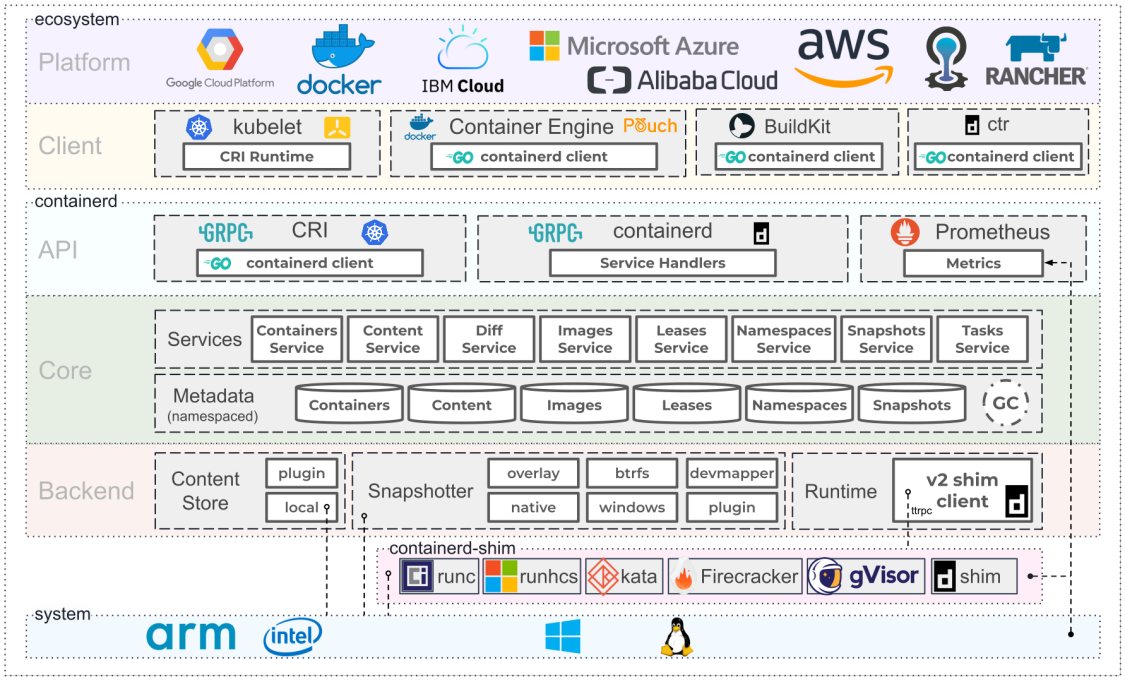 ecosystem
Platform
Google Cloud Platform
docker
IBM Cloud
Microsoft Azure
Alibaba Cloud
aws
RANCHER
Client
kubelet
CRI Runtime
docker
Container Engine
Pouch
GO containerd client
BuildKit
GO containerd client
ctr
GO containerd client
containerd
API
GRPC
CRI
GO containerd client
GRPC
containerd
Service Handlers
Prometheus
Metrics
Core
Services
Containers
Service
Content
Service
Diff
Service
Images
Service
Leases
Service
Namespaces
Service
Snapshots
Service
Tasks
Service
Metadata
(namespaced)
Containers
Content
Images
Leases
Namespaces
Snapshots
GC
Backend
Content
Store
plugin
local
Snapshotter
overlay
btrfs
devmapper
native
windows
plugin
Runtime
v2 shim
client
ttrpc
containerd-shim
runc
runhcs
kata
Firecracker
gVisor
shim
system
arm
intel